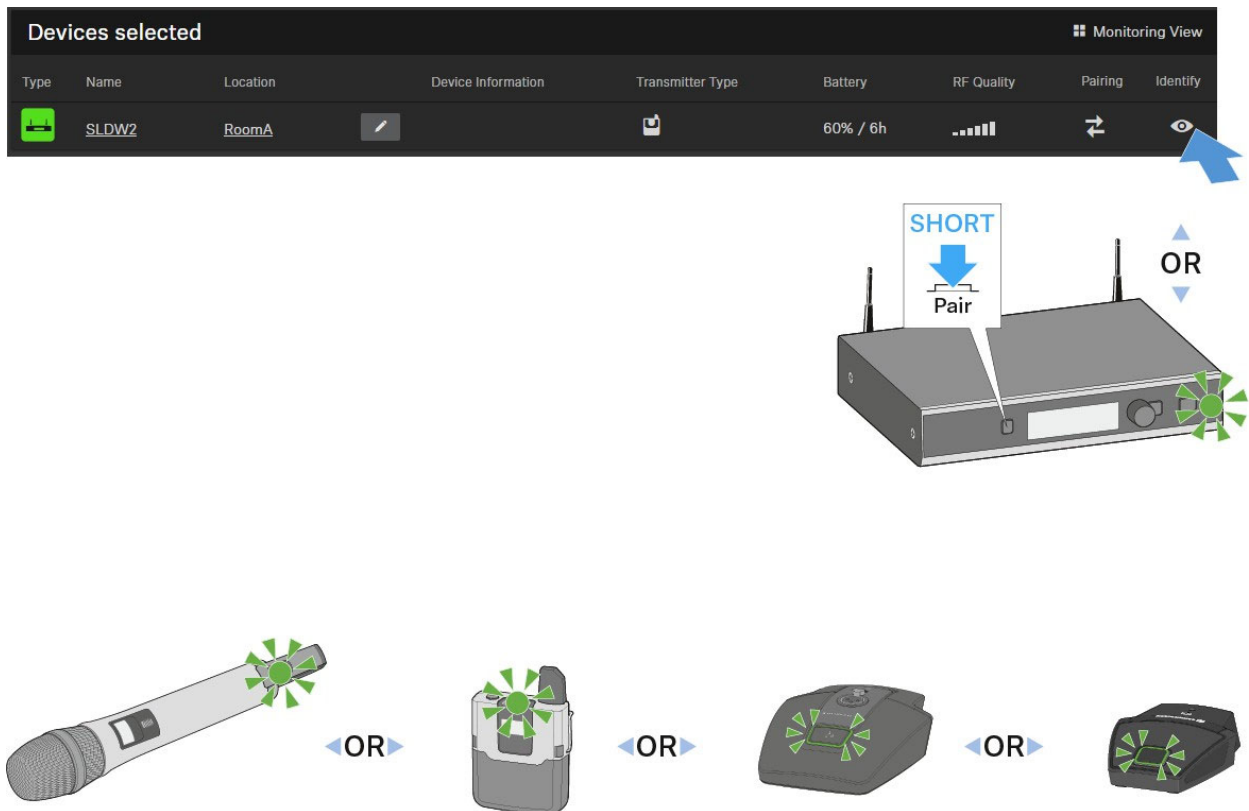 Devices selected
Monitoring View
Type Name Location Device Information Transmitter Type Battery RF Quality Pairing Identify
SLDW2 RoomA 60% / 6h
SHORT
Pair
OR
OR OR OR